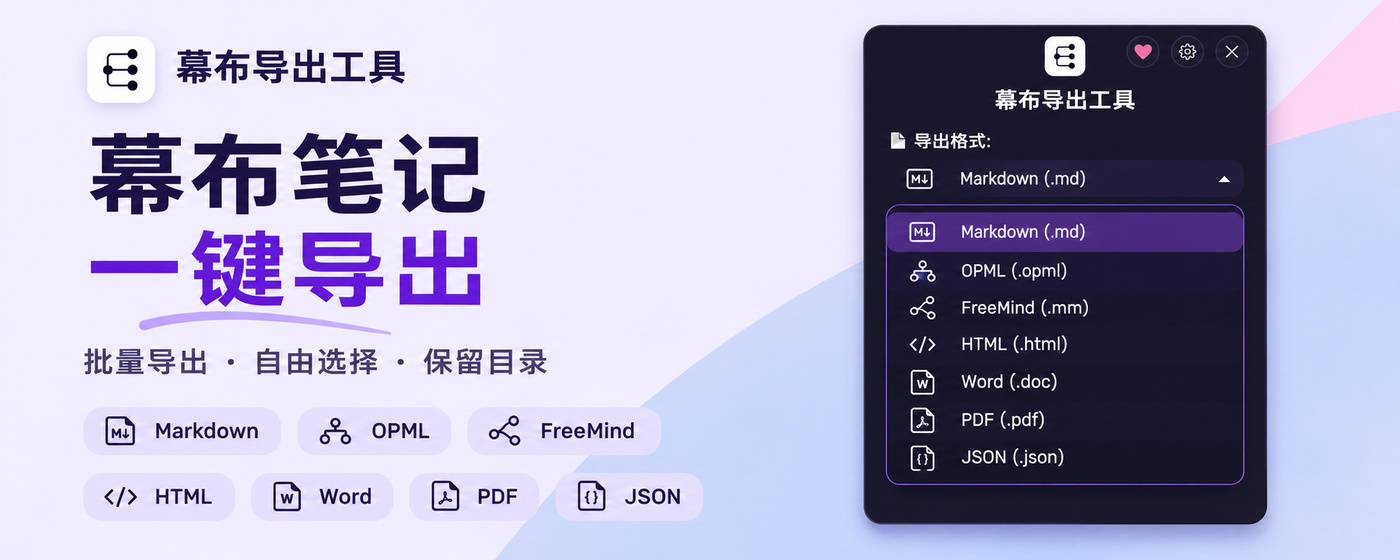 幕布导出工具
幕布笔记
一键导出
批量导出 · 自由选择 · 保留目录
Markdown
OPML
FreeMind
HTML
Word
PDF
JSON
幕布导出工具
导出格式:
Markdown (.md)
Markdown (.md)
OPML (.opml)
FreeMind (.mm)
HTML (.html)
Word (.doc)
PDF (.pdf)
JSON (.json)